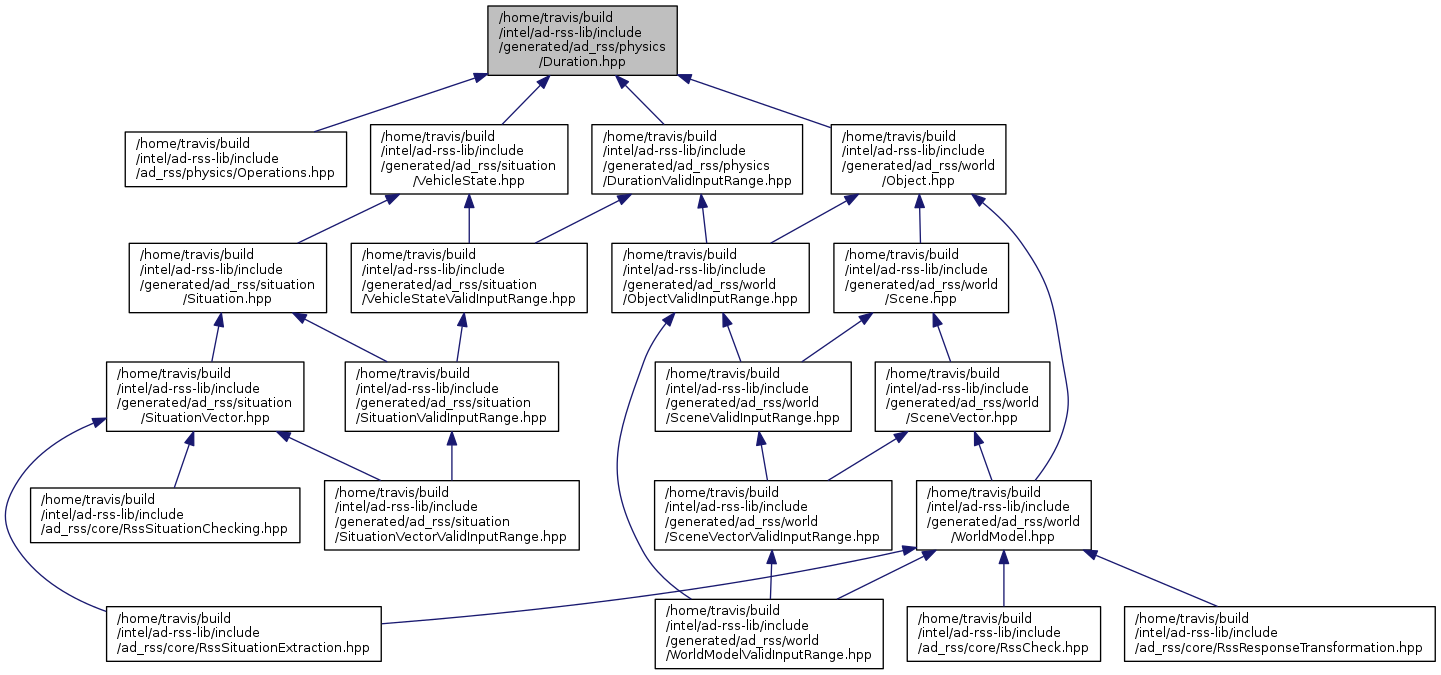 /home/travis/build
/intel/ad-rss-lib/include
/generated/ad_rss/physics
/Duration.hpp
/home/travis/build
/intel/ad-rss-lib/include
/ad_rss/physics/Operations.hpp
/home/travis/build
/intel/ad-rss-lib/include
/generated/ad_rss/situation
/VehicleState.hpp
/home/travis/build
/intel/ad-rss-lib/include
/generated/ad_rss/physics
/DurationValidInputRange.hpp
/home/travis/build
/intel/ad-rss-lib/include
/generated/ad_rss/world
/Object.hpp
/home/travis/build
/intel/ad-rss-lib/include
/generated/ad_rss/situation
/Situation.hpp
/home/travis/build
/intel/ad-rss-lib/include
/generated/ad_rss/situation
/VehicleStateValidInputRange.hpp
/home/travis/build
/intel/ad-rss-lib/include
/generated/ad_rss/world
/ObjectValidInputRange.hpp
/home/travis/build
/intel/ad-rss-lib/include
/generated/ad_rss/world
/Scene.hpp
/home/travis/build
/intel/ad-rss-lib/include
/generated/ad_rss/situation
/SituationVector.hpp
/home/travis/build
/intel/ad-rss-lib/include
/generated/ad_rss/situation
/SituationValidInputRange.hpp
/home/travis/build
/intel/ad-rss-lib/include
/generated/ad_rss/world
/SceneValidInputRange.hpp
/home/travis/build
/intel/ad-rss-lib/include
/generated/ad_rss/world
/SceneVector.hpp
/home/travis/build
/intel/ad-rss-lib/include
/ad_rss/core/RssSituationChecking.hpp
/home/travis/build
/intel/ad-rss-lib/include
/generated/ad_rss/situation
/SituationVectorValidInputRange.hpp
/home/travis/build
/intel/ad-rss-lib/include
/generated/ad_rss/world
/SceneVectorValidInputRange.hpp
/home/travis/build
/intel/ad-rss-lib/include
/generated/ad_rss/world
/WorldModel.hpp
/home/travis/build
/intel/ad-rss-lib/include
/ad_rss/core/RssSituationExtraction.hpp
/home/travis/build
/intel/ad-rss-lib/include
/generated/ad_rss/world
/WorldModelValidInputRange.hpp
/home/travis/build
/intel/ad-rss-lib/include
/ad_rss/core/RssCheck.hpp
/home/travis/build
/intel/ad-rss-lib/include
/ad_rss/core/RssResponseTransformation.hpp